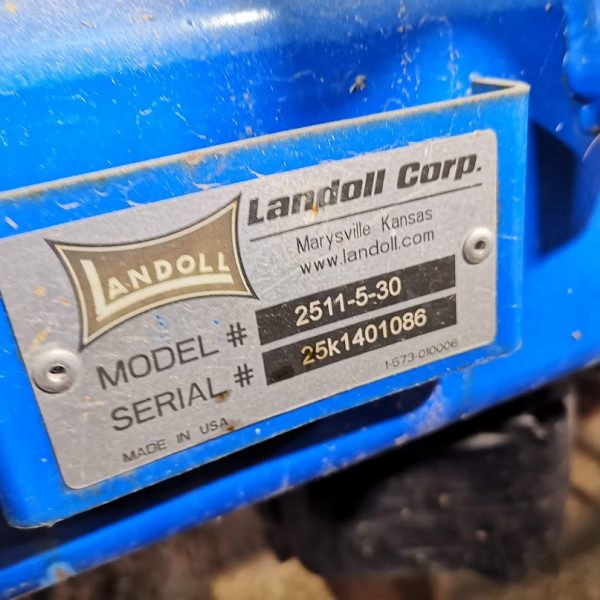 Landoll Corp.
Marysville Kansas
www.landoll.com
LANDOLL
MODEL # 2511-5-30
SERIAL # 25k1401086
MADE IN USA
1-573-010006